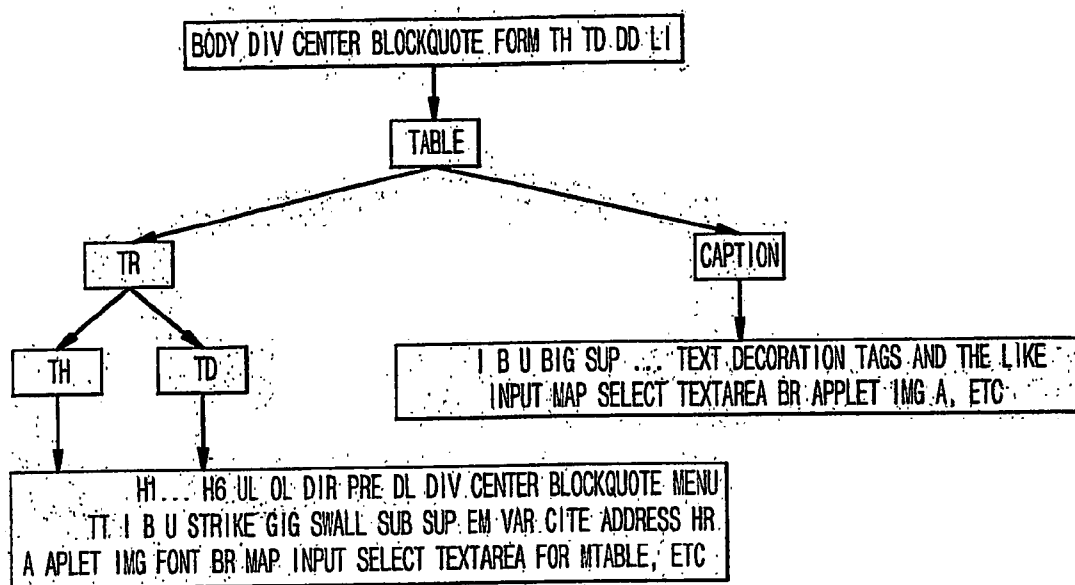 BODY DIV CENTER BLOCKQUOTE FORM TH TD DD LI
TABLE
TR
CAPTION
TH
TD
I B U BIG SUP ... TEXT DECORATION TAGS AND THE LIKE
INPUT MAP SELECT TEXTAREA BR APPLET IMG A, ETC
H1... H6 UL OL DIR PRE DL DIV CENTER BLOCKQUOTE MENU
TT I B U STRIKE GIG SWALL SUB SUP EM VAR CITE ADDRESS HR
A APLET IMG FONT BR MAP INPUT SELECT TEXTAREA FOR MTABLE, ETC